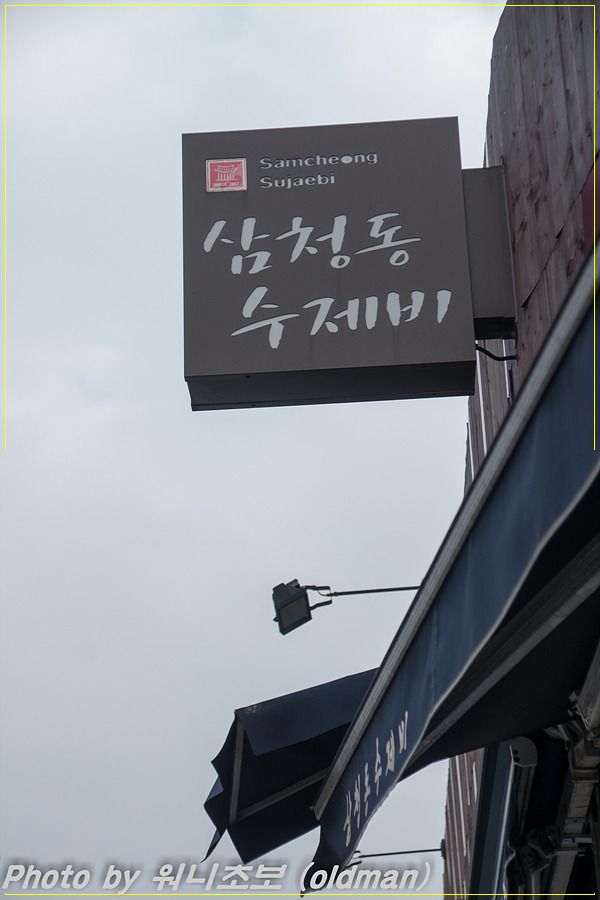 Samcheong
Sujaebi
삼청동
수제비
삼청동수제비
Photo by 워니초보 (oldman)